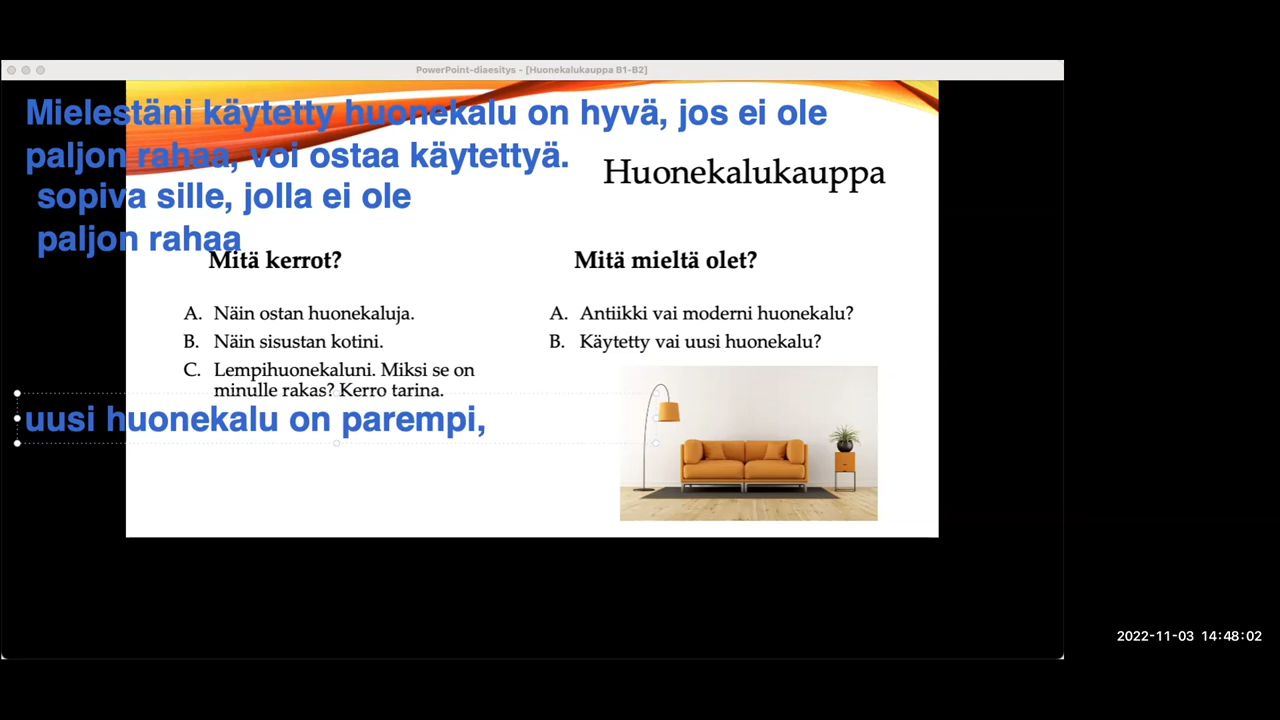 PowerPoint-diaesitys - [Huonekalukauppa B1-B2]
Mielestäni käytetty huonekalu on hyvä, jos ei ole
paljon rahaa, voi ostaa käytettyä.
sopiva sille, jolla ei ole
paljon rahaa
Huonekalukauppa
Mitä kerrot?
A. Näin ostan huonekaluja.
B. Näin sisustan kotini.
C. Lempihuonekaluni. Miksi se on
minulle rakas? Kerro tarina.
Mitä mieltä olet?
A. Antiikki vai moderni huonekalu?
B. Käytetty vai uusi huonekalu?
uusi huonekalu on parempi,
2022-11-03 14:48:02